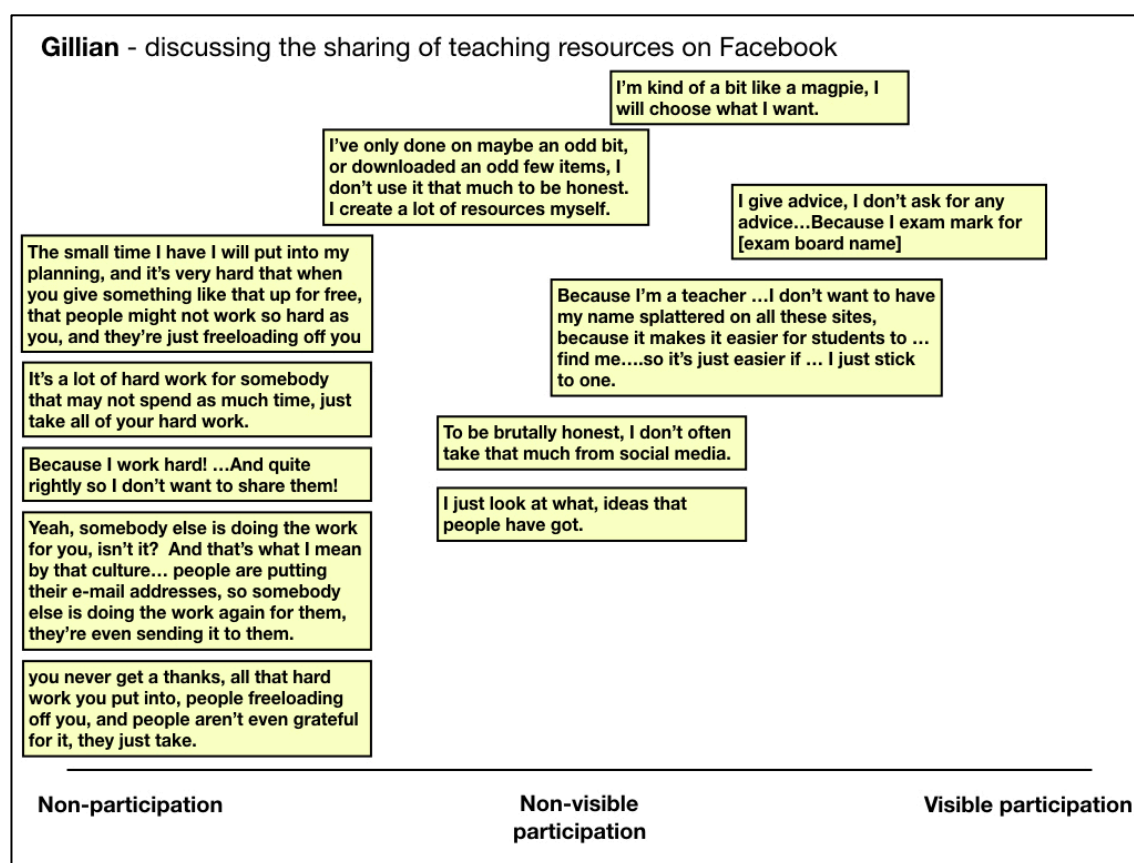 Gillian - discussing the sharing of teaching resources on Facebook
I'm kind of a bit like a magpie, I
will choose what I want.
I've only done on maybe an odd bit,
or downloaded an odd few items, I
don't use it that much to be honest.
I create a lot of resources myself.
I give advice, I don't ask for any
advice…Because I exam mark for
[exam board name]
The small time I have I will put into my
planning, and it's very hard that when
you give something like that up for free,
that people might not work so hard as
you, and they're just freeloading off you
Because I'm a teacher …I don't want to have
my name splattered on all these sites,
because it makes it easier for students to …
find me….so it's just easier if … I just stick
to one.
It's a lot of hard work for somebody
that may not spend as much time, just
take all of your hard work.
To be brutally honest, I don't often
take that much from social media.
Because I work hard! …And quite
rightly so I don't want to share them!
I just look at what, ideas that
people have got.
Yeah, somebody else is doing the work
for you, isn't it?  And that's what I mean
by that culture… people are putting
their e-mail addresses, so somebody
else is doing the work again for them,
they're even sending it to them.
you never get a thanks, all that hard
work you put into, people freeloading
off you, and people aren't even grateful
for it, they just take.
Non-participation
Non-visible
participation
Visible participation